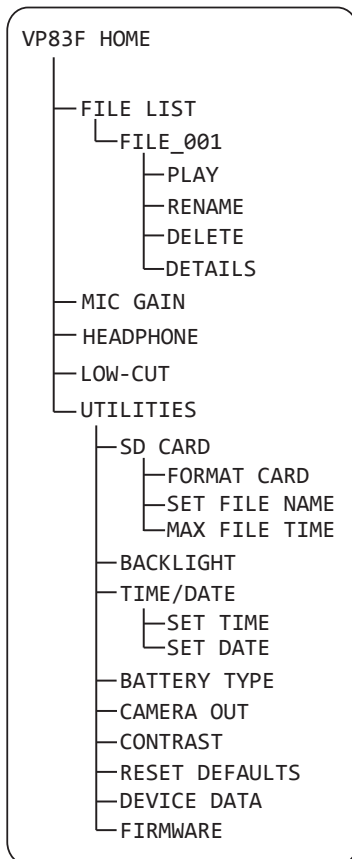 VP83F HOME
FILE LIST
FILE_001
PLAY
RENAME
DELETE
DETAILS
MIC GAIN
HEADPHONE
LOW-CUT
UTILITIES
SD CARD
FORMAT CARD
SET FILE NAME
MAX FILE TIME
BACKLIGHT
TIME/DATE
SET TIME
SET DATE
BATTERY TYPE
CAMERA OUT
CONTRAST
RESET DEFAULTS
DEVICE DATA
FIRMWARE